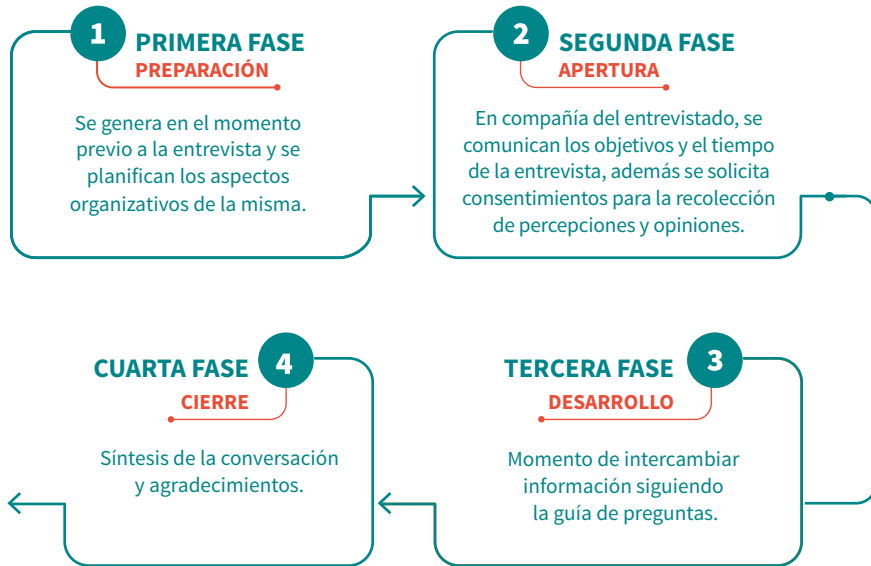 1
PRIMERA FASE
PREPARACIÓN
Se genera en el momento
previo a la entrevista y se
planifican los aspectos
organizativos de la misma.
2
SEGUNDA FASE
APERTURA
En compañía del entrevistado, se
comunican los objetivos y el tiempo
de la entrevista, además se solicita
consentimientos para la recolección
de percepciones y opiniones.
TERCERA FASE
3
DESARROLLO
Momento de intercambiar
información siguiendo
la guía de preguntas.
CUARTA FASE
4
CIERRE
Síntesis de la conversación
y agradecimientos.